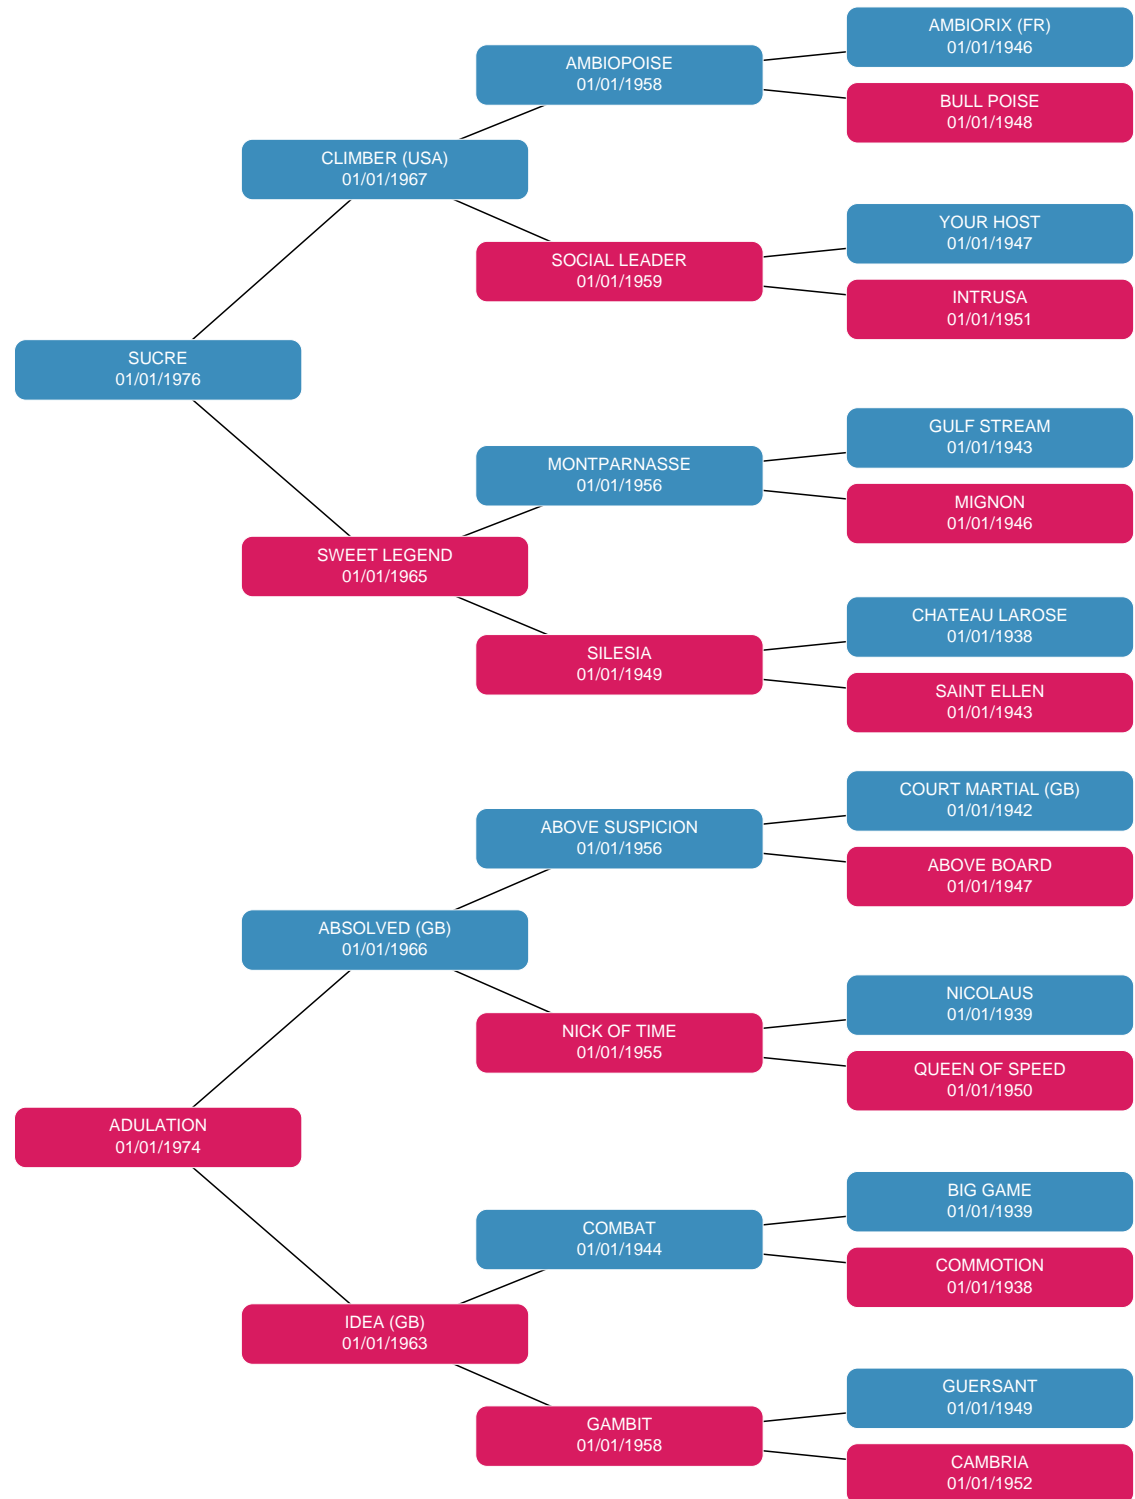 AMBIORIX (FR)
01/01/1946
AMBIOPOISE
01/01/1958
BULL POISE
01/01/1948
CLIMBER (USA)
01/01/1967
YOUR HOST
01/01/1947
SOCIAL LEADER
01/01/1959
INTRUSA
01/01/1951
SUCRE
01/01/1976
GULF STREAM
01/01/1943
MONTPARNASSE
01/01/1956
MIGNON
01/01/1946
SWEET LEGEND
01/01/1965
CHATEAU LAROSE
01/01/1938
SILESIA
01/01/1949
SAINT ELLEN
01/01/1943
COURT MARTIAL (GB)
01/01/1942
ABOVE SUSPICION
01/01/1956
ABOVE BOARD
01/01/1947
ABSOLVED (GB)
01/01/1966
NICOLAUS
01/01/1939
NICK OF TIME
01/01/1955
QUEEN OF SPEED
01/01/1950
ADULATION
01/01/1974
BIG GAME
01/01/1939
COMBAT
01/01/1944
COMMOTION
01/01/1938
IDEA (GB)
01/01/1963
GUERSANT
01/01/1949
GAMBIT
01/01/1958
CAMBRIA
01/01/1952